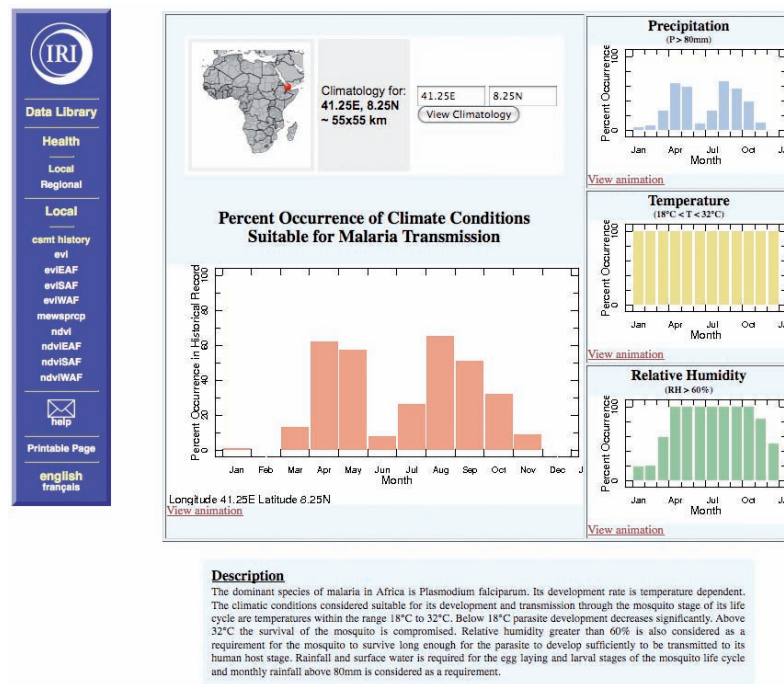 IRI
Data Library
Health
Local
Regional
Local
csmt history
evi
eviEAF
eviSAF
eviWAF
mewsprcp
ndvi
ndviEAF
ndviSAF
ndviWAF
help
Printable Page
english
français
Climatology for:
41.25E, 8.25N
~ 55x55 km
41.25E 8.25N
View Climatology
Percent Occurrence of Climate Conditions
Suitable for Malaria Transmission
Percent Occurrence in Historical Record
0 20 40 60 80 100
Jan Feb Mar Apr May Jun Jul Aug Sep Oct Nov Dec J
Month
Longitude 41.25E Latitude 8.25N
View animation
Precipitation
(P > 80mm)
Percent Occurrence
0 100
Jan Apr Jul Oct J
Month
View animation
Temperature
(18°C < T < 32°C)
Percent Occurrence
0 100
Jan Apr Jul Oct J
Month
View animation
Relative Humidity
(RH > 60%)
Percent Occurrence
0 100
Jan Apr Jul Oct J
Month
View animation
Description
The dominant species of malaria in Africa is Plasmodium falciparum. Its development rate is temperature dependent.
The climatic conditions considered suitable for its development and transmission through the mosquito stage of its life
cycle are temperatures within the range 18°C to 32°C. Below 18°C parasite development decreases significantly. Above
32°C the survival of the mosquito is compromised. Relative humidity greater than 60% is also considered as a
requirement for the mosquito to survive long enough for the parasite to develop sufficiently to be transmitted to its
human host stage. Rainfall and surface water is required for the egg laying and larval stages of the mosquito life cycle
and monthly rainfall above 80mm is considered as a requirement.